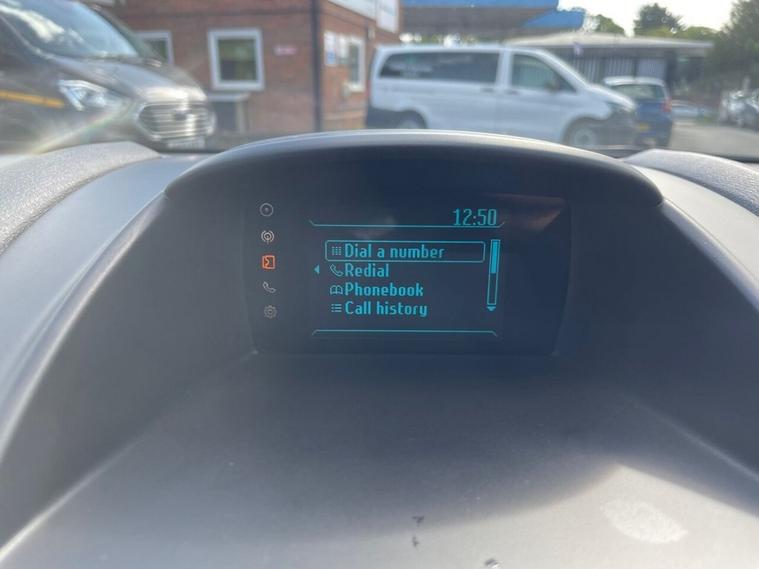 12:50
Dial a number
Redial
Phonebook
Call history